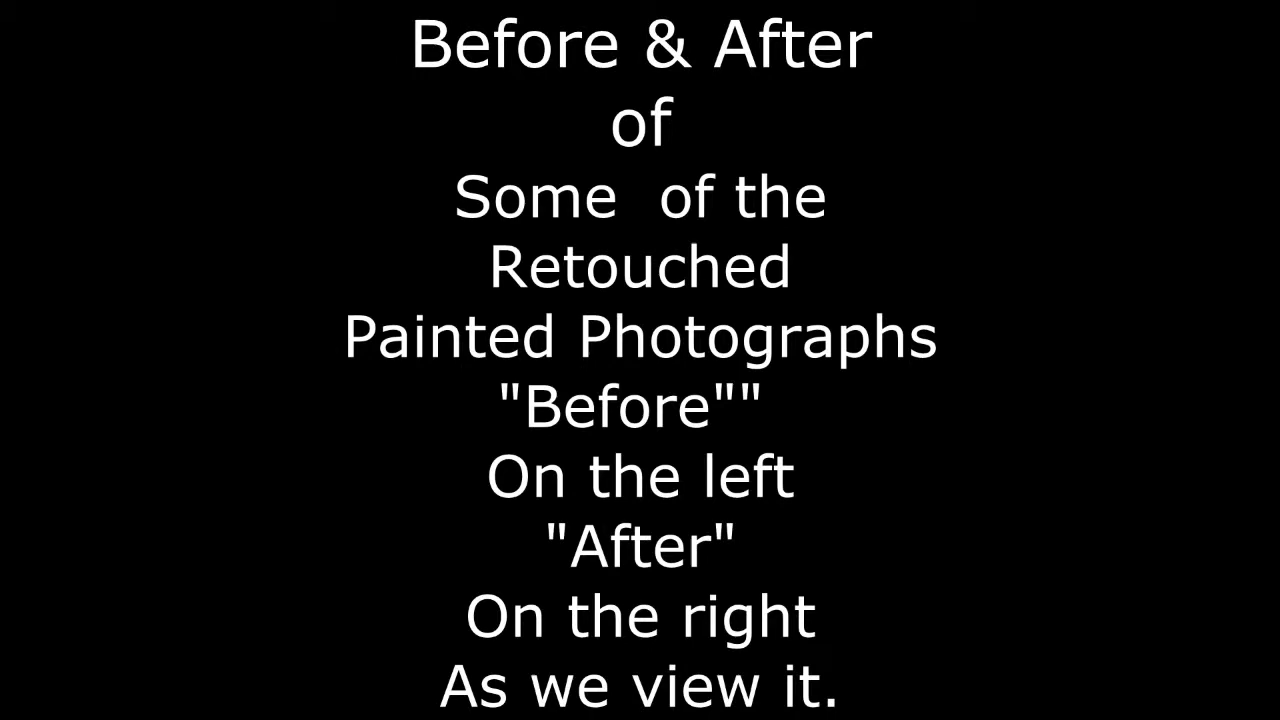 Before & After
of
Some  of the
Retouched
Painted Photographs
"Before""
On the left
"After"
On the right
As we view it.